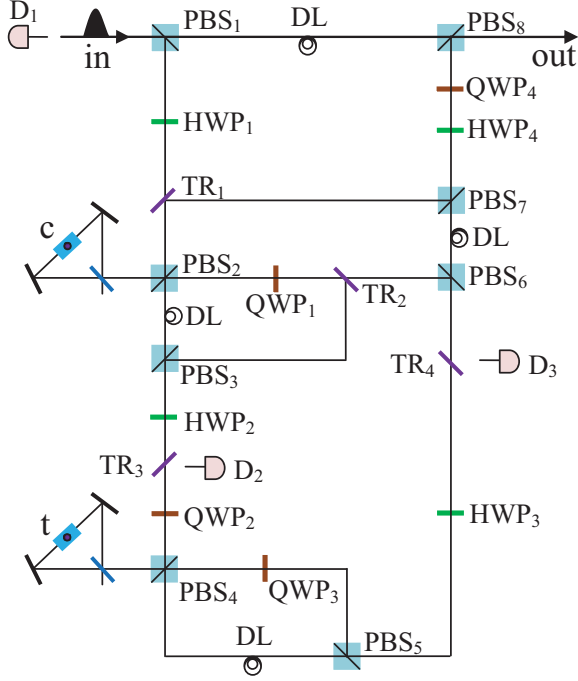 D₁
in
PBS₁
DL
PBS₈
out
QWP₄
HWP₁
HWP₄
TR₁
PBS₇
c
DL
PBS₂
QWP₁
TR₂
PBS₆
DL
PBS₃
TR₄
D₃
HWP₂
TR₃
D₂
t
QWP₂
HWP₃
PBS₄
QWP₃
DL
PBS₅